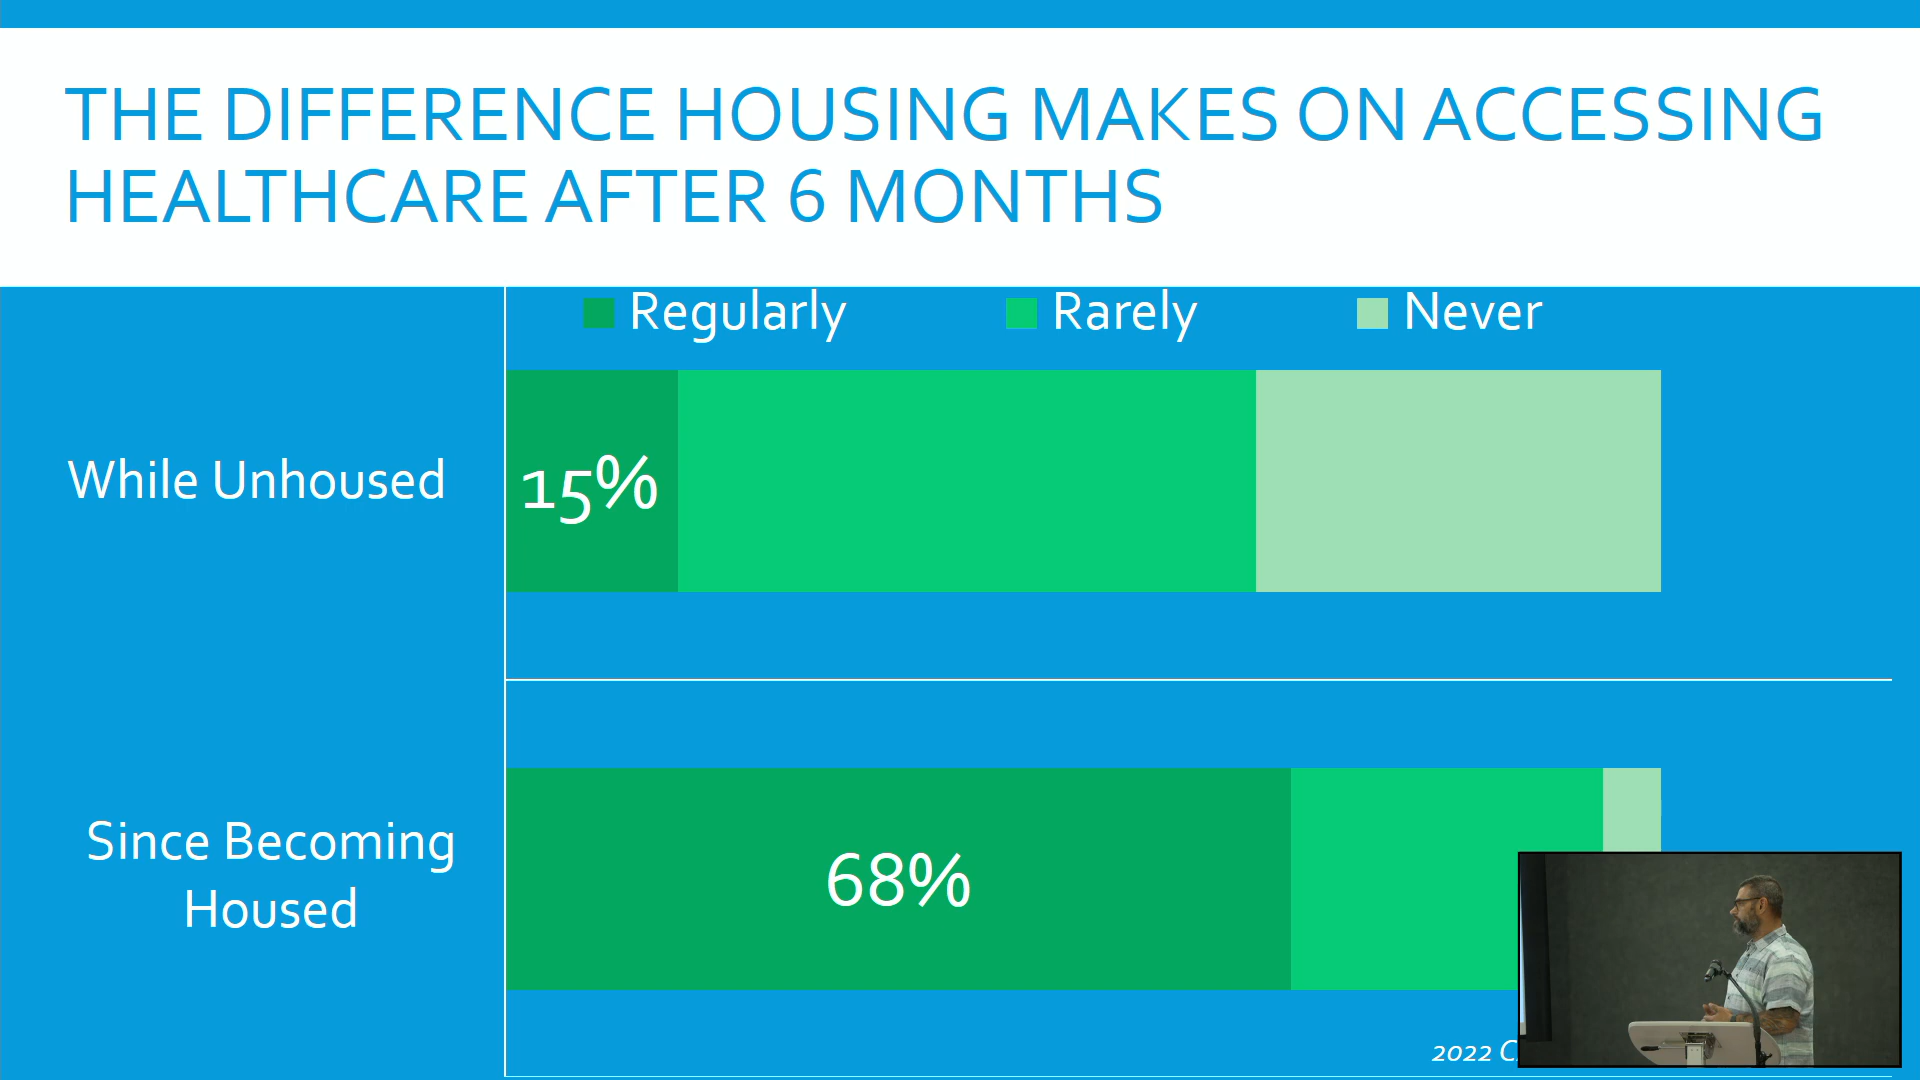 THE DIFFERENCE HOUSING MAKES ON ACCESSING
HEALTHCARE AFTER 6 MONTHS
Regularly Rarely Never
While Unhoused
15%
Since Becoming
Housed
68%
2022